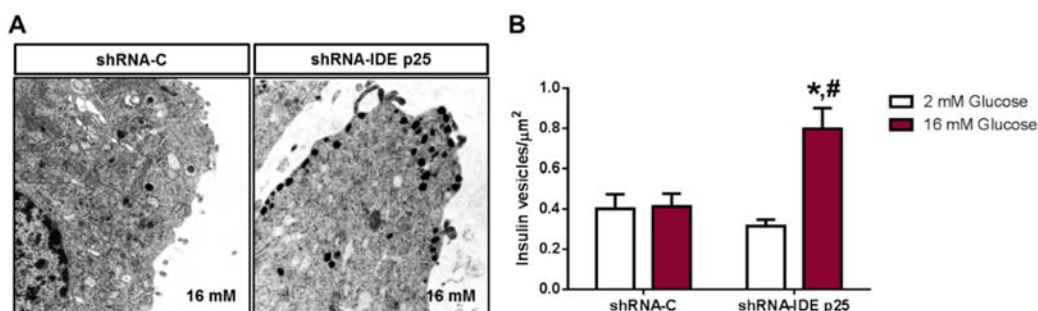 A
shRNA-C
shRNA-IDE p25
16 mM
16 mM
B
Insulin vesicles/µm²
1.0
0.8
0.6
0.4
0.2
0.0
*,#
shRNA-C
shRNA-IDE p25
2 mM Glucose
16 mM Glucose